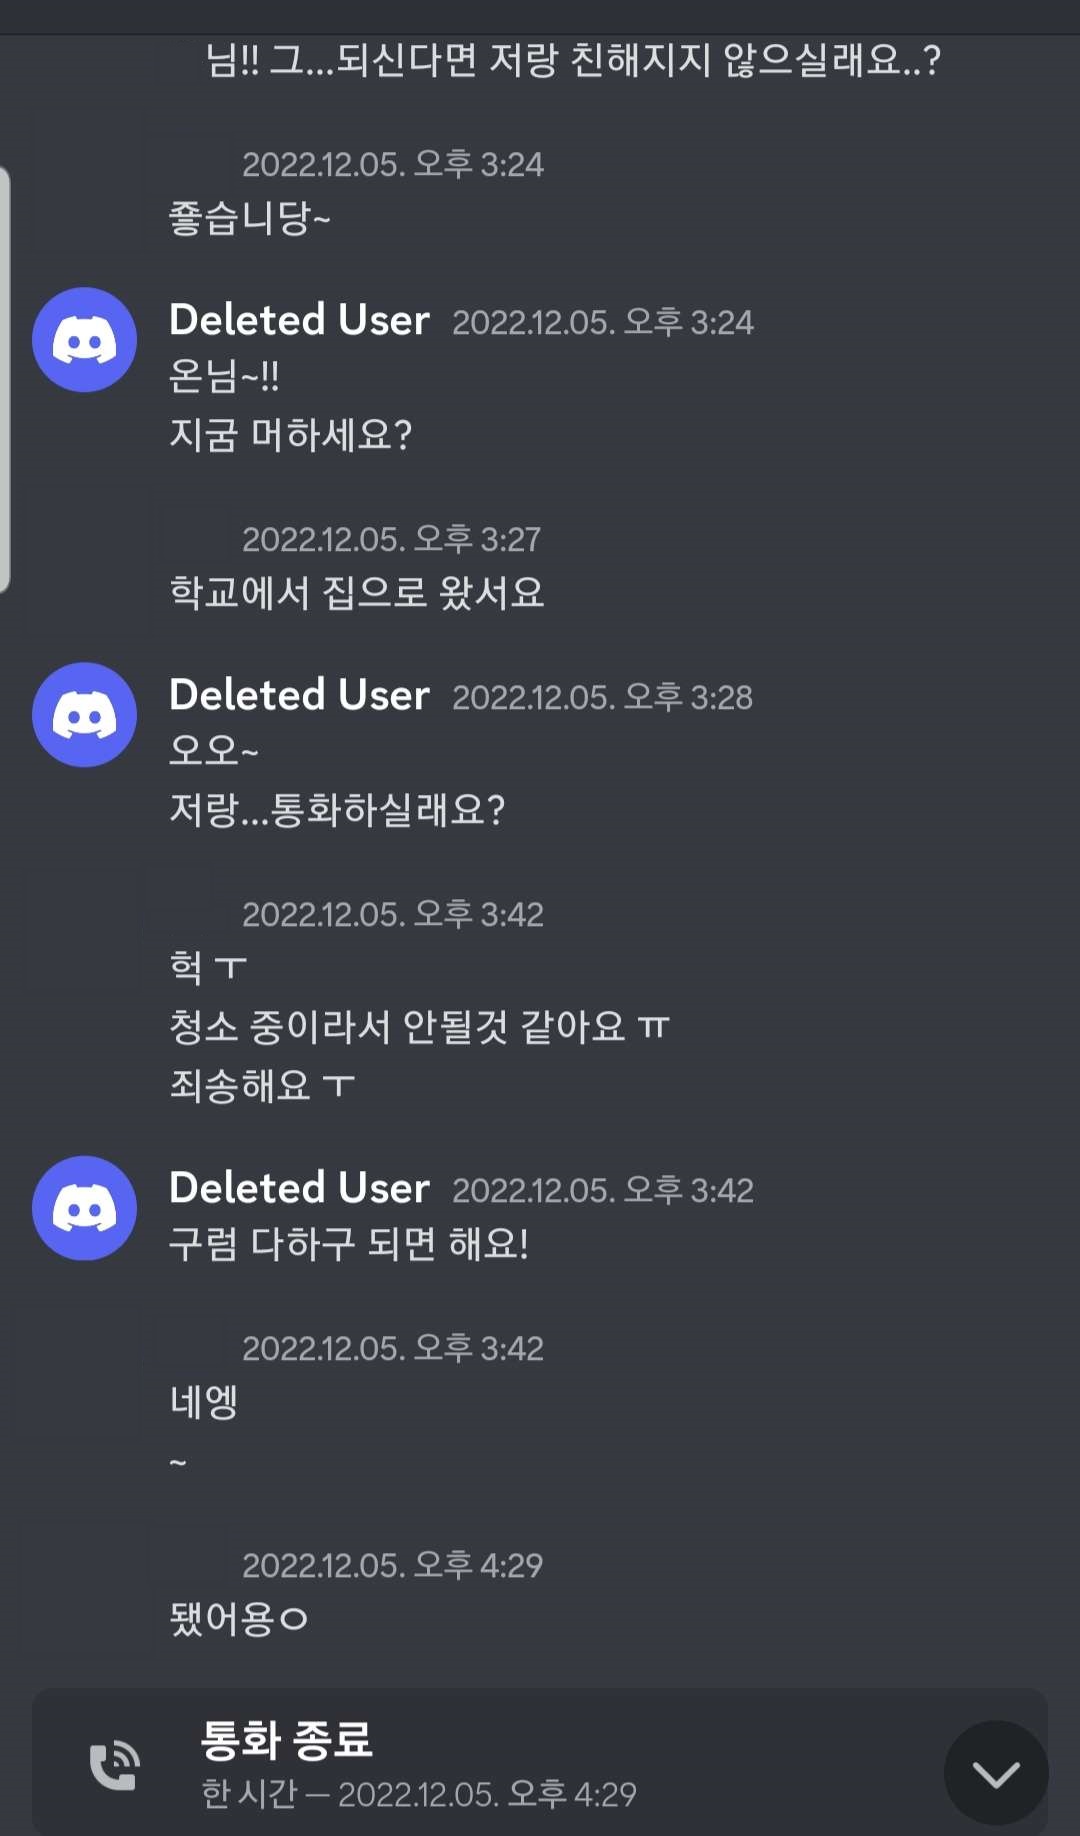 님!! 그...되신다면 저랑 친해지지 않으실래요..?
2022.12.05. 오후 3:24
죻습니당~
Deleted User 2022.12.05. 오후 3:24
온님~!!
지굼 머하세요?
2022.12.05. 오후 3:27
학교에서 집으로 왔서요
Deleted User 2022.12.05. 오후 3:28
오오~
저랑...통화하실래요?
2022.12.05. 오후 3:42
헉 ㅜ
청소 중이라서 안될것 같아요 ㅠ
죄송해요 ㅜ
Deleted User 2022.12.05. 오후 3:42
구럼 다하구 되면 해요!
2022.12.05. 오후 3:42
네엥
~
2022.12.05. 오후 4:29
됐어용ㅇ
통화 종료
한 시간 — 2022.12.05. 오후 4:29